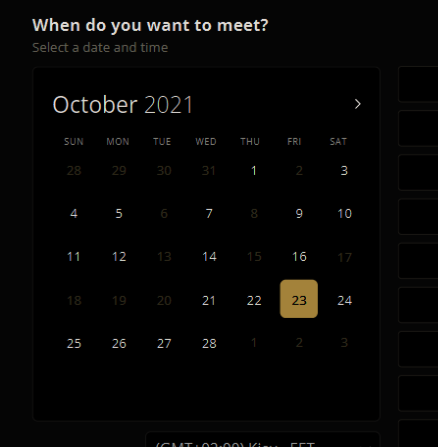 When do you want to meet?
Select a date and time
October 2021
SUN MON TUE WED THU FRI SAT
28 29 30 31 1 2 3
4 5 6 7 8 9 10
11 12 13 14 15 16 17
18 19 20 21 22 23 24
25 26 27 28 1 2 3
(GMT+02:00) Kiev - EET